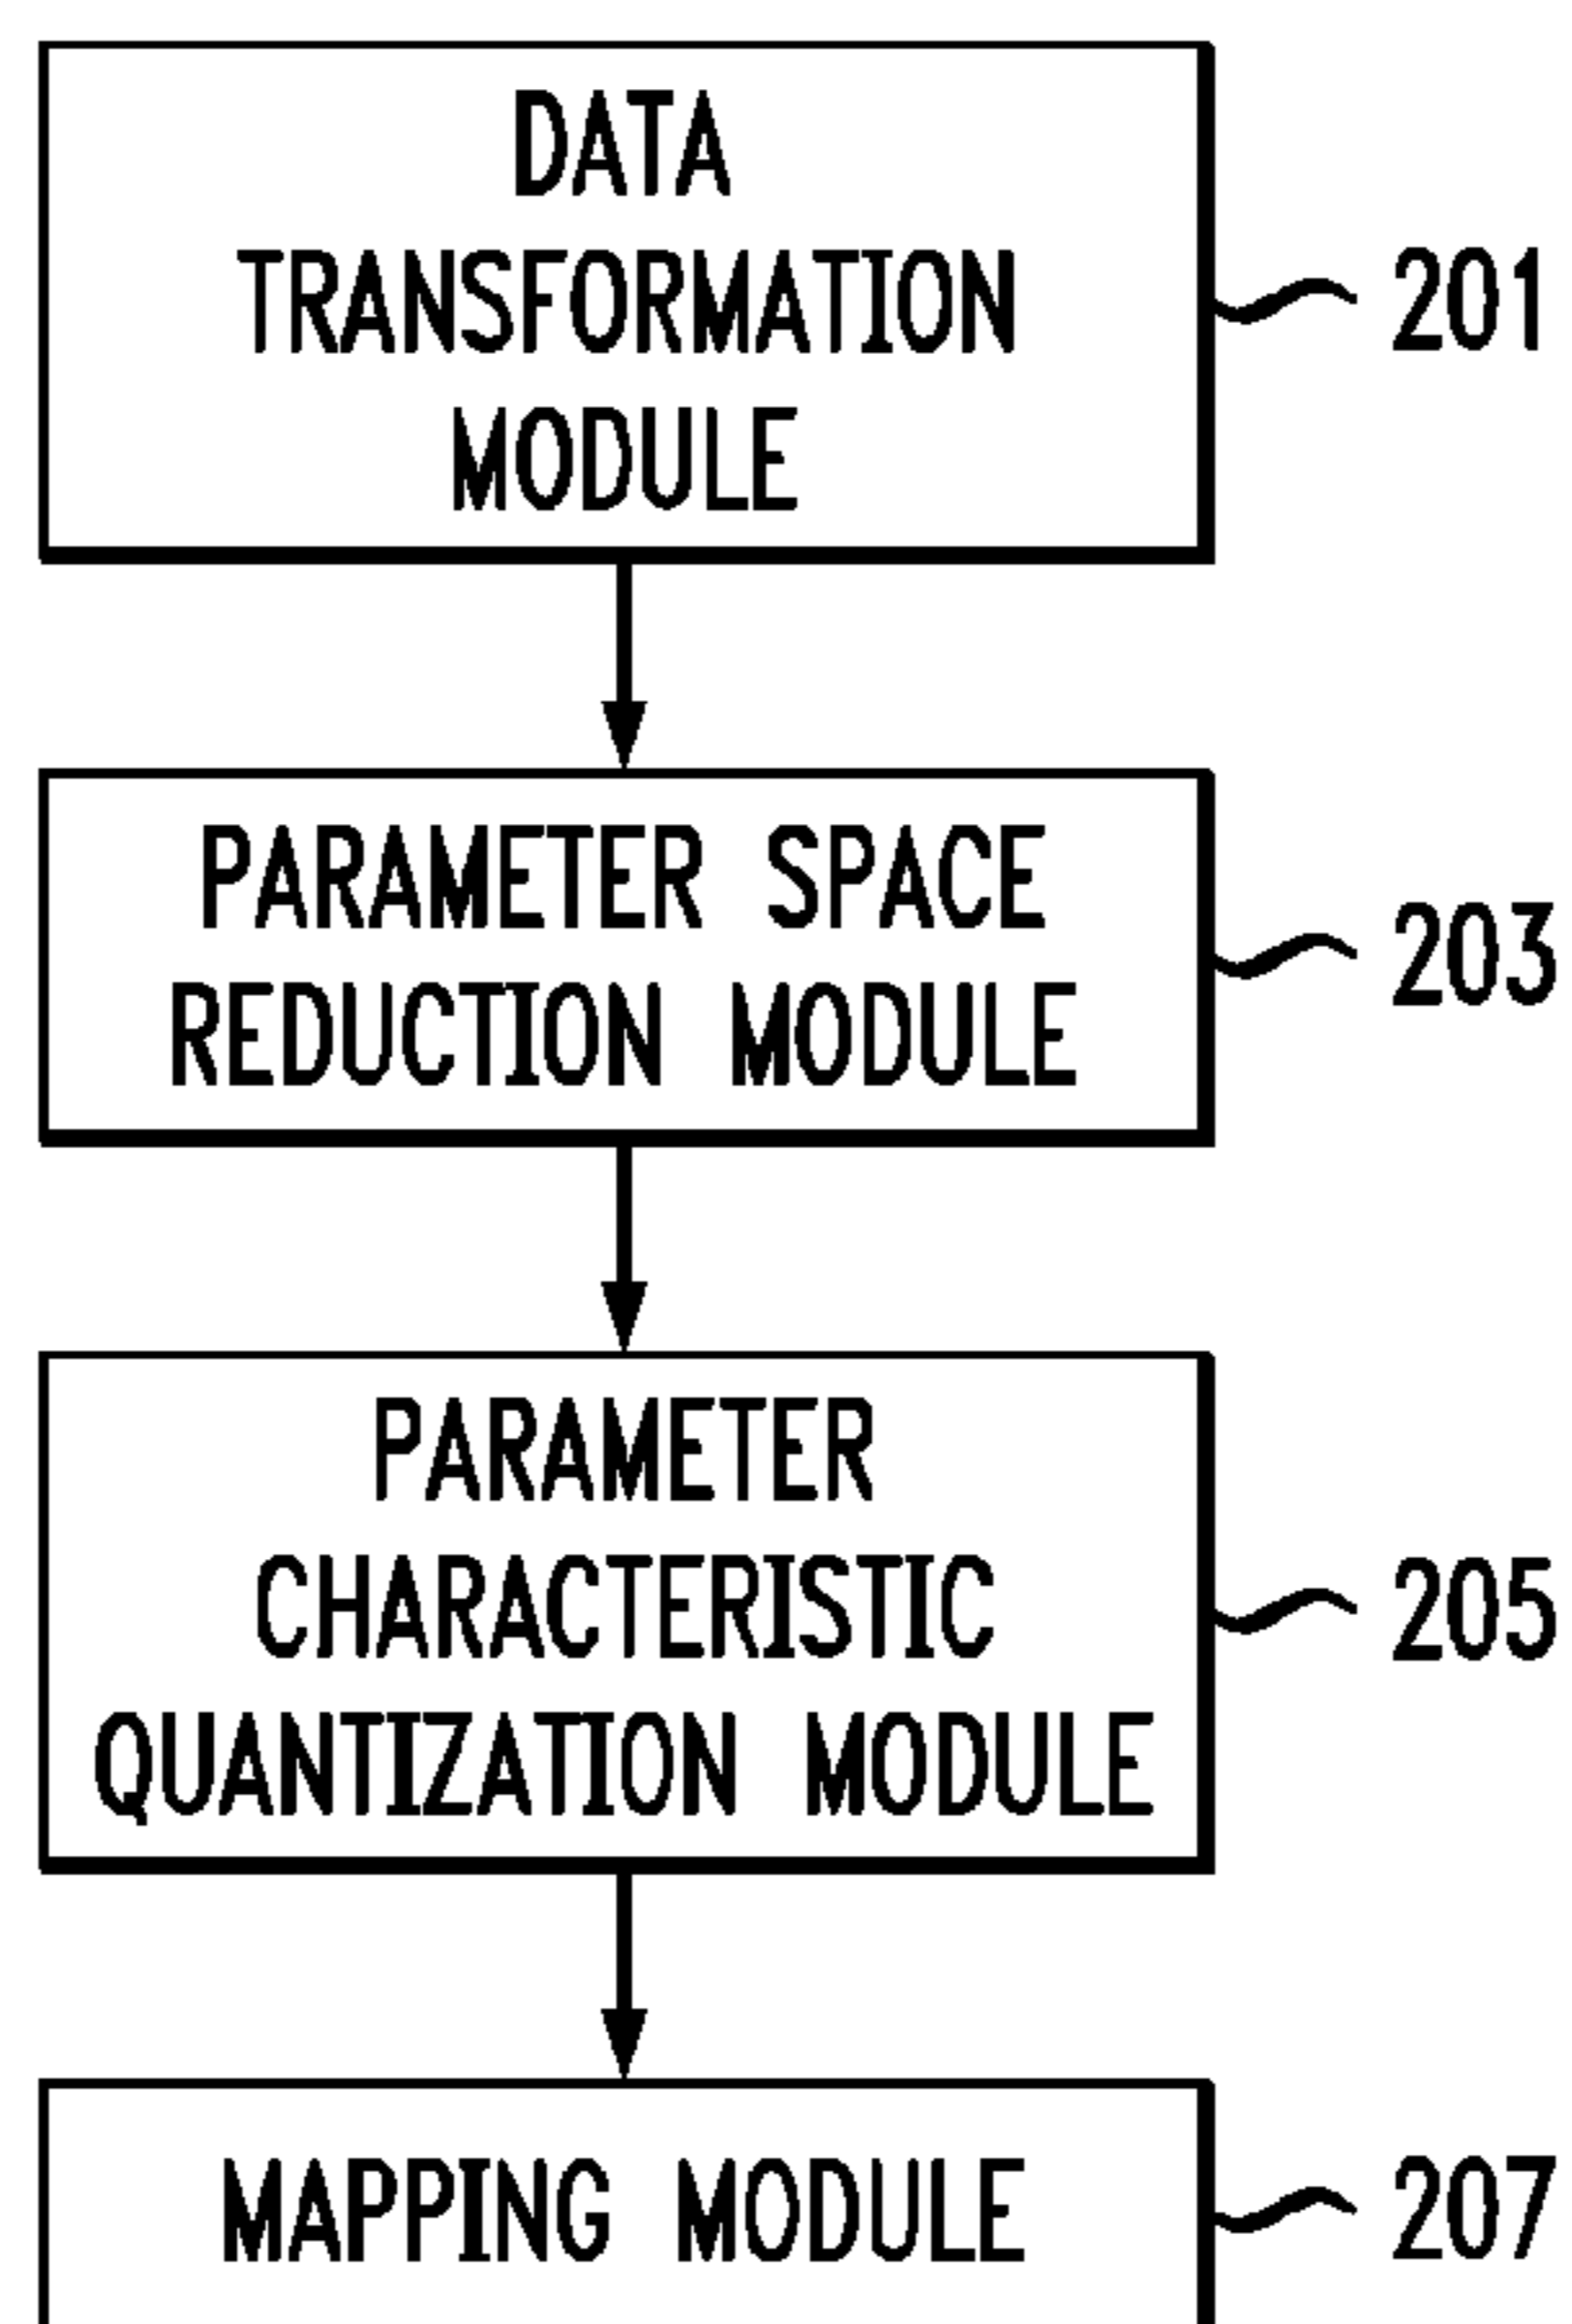 DATA
TRANSFORMATION
MODULE
201
PARAMETER SPACE
REDUCTION MODULE
203
PARAMETER
CHARACTERISTIC
QUANTIZATION MODULE
205
MAPPING MODULE
207